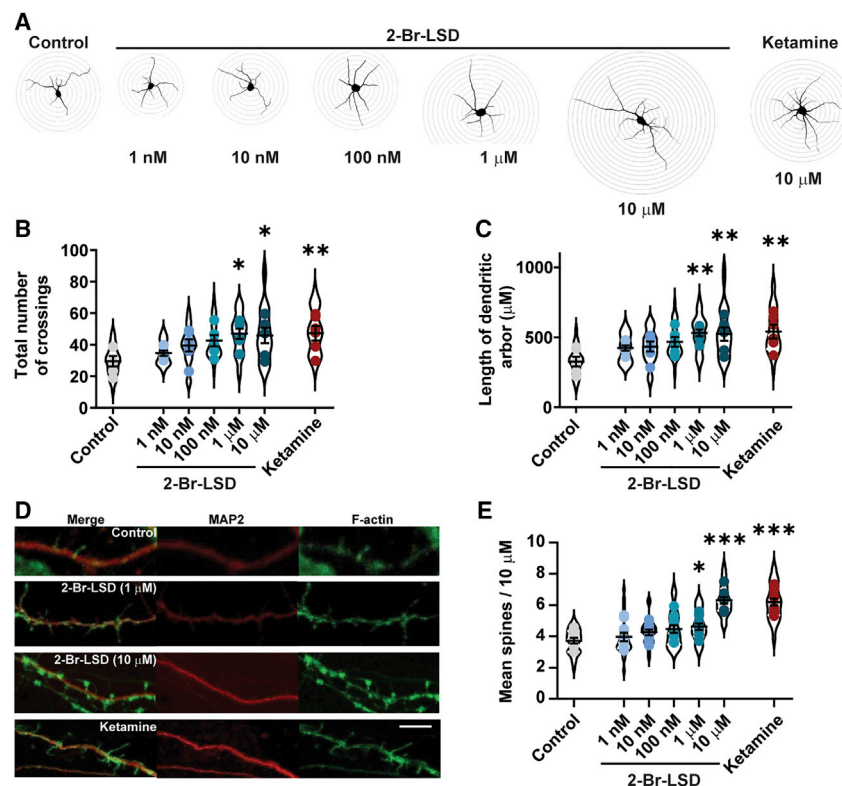 A
Control
2-Br-LSD
Ketamine
1 nM
10 nM
100 nM
1 μM
10 μM
10 μM
B
Total number
of crossings
100
80
60
40
20
0
*
*
**
Control
1 nM
10 nM
100 nM
1 μM
10 μM
Ketamine
2-Br-LSD
C
Length of dendritic
arbor (μM)
1000
500
0
**
**
**
Control
1 nM
10 nM
100 nM
1 μM
10 μM
Ketamine
2-Br-LSD
D
Merge
MAP2
F-actin
Control
2-Br-LSD (1 μM)
2-Br-LSD (10 μM)
Ketamine
E
Mean spines / 10 μM
10
8
6
4
2
0
*
***
***
Control
1 nM
10 nM
100 nM
1 μM
10 μM
Ketamine
2-Br-LSD